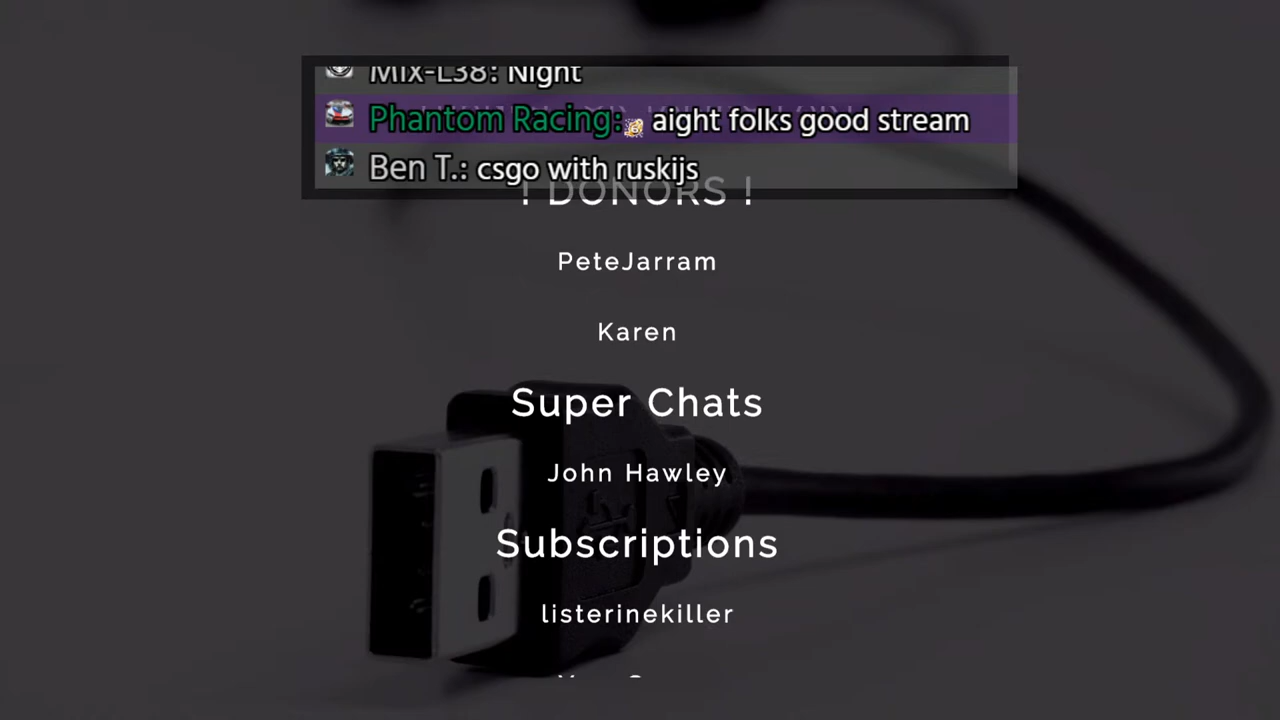 Mix-L38: Night
Phantom Racing: aight folks good stream
Ben T.: csgo with ruskijs
! DONORS !
PeteJarram
Karen
Super Chats
John Hawley
Subscriptions
listerinekiller